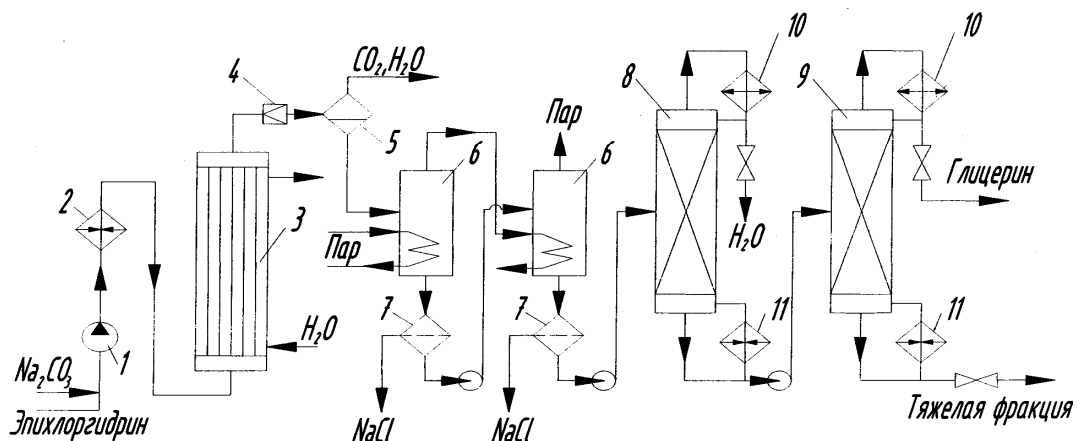 10
10
8
9
4
CO2,H2O
Пар
5
6
6
Глицерин
2
3
H2O
Пар
7
7
11
11
H2O
1
Na2CO3
Эпихлоргидрин
NaCl
NaCl
Тяжелая фракция